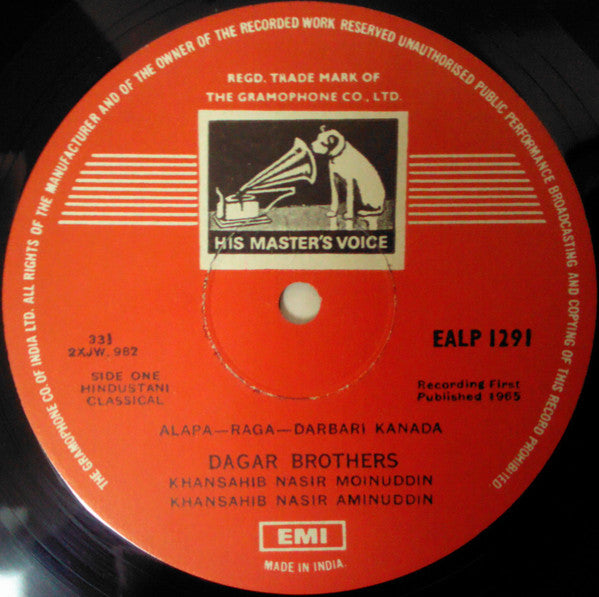 THE GRAMOPHONE CO. OF INDIA LTD. ALL RIGHTS OF THE MANUFACTURER AND OF THE OWNER OF THE RECORDED WORK RESERVED UNAUTHORISED PUBLIC PERFORMANCE BROADCASTING AND COPYING OF THIS RECORD PROHIBITED
REGD. TRADE MARK OF
THE GRAMOPHONE CO., LTD.
HIS MASTER'S VOICE
33⅓
2XJW. 982
EALP 1291
SIDE ONE
HINDUSTANI
CLASSICAL
Recording First
Published 1965
ALAPA—RAGA—DARBARI KANADA
DAGAR BROTHERS
KHANSAHIB NASIR MOINUDDIN
KHANSAHIB NASIR AMINUDDIN
EMI
MADE IN INDIA.